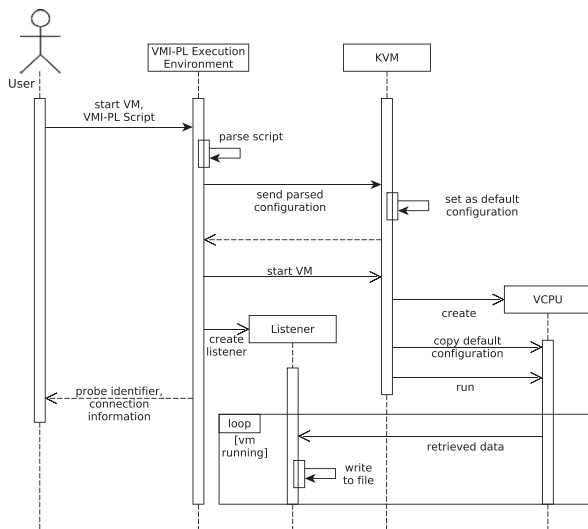 User
VMI-PL Execution
Environment
KVM
start VM,
VMI-PL Script
parse script
send parsed
configuration
set as default
configuration
start VM
create
VCPU
create
listener
Listener
copy default
configuration
run
probe identifier,
connection
information
loop
[vm
running]
retrieved data
write
to file